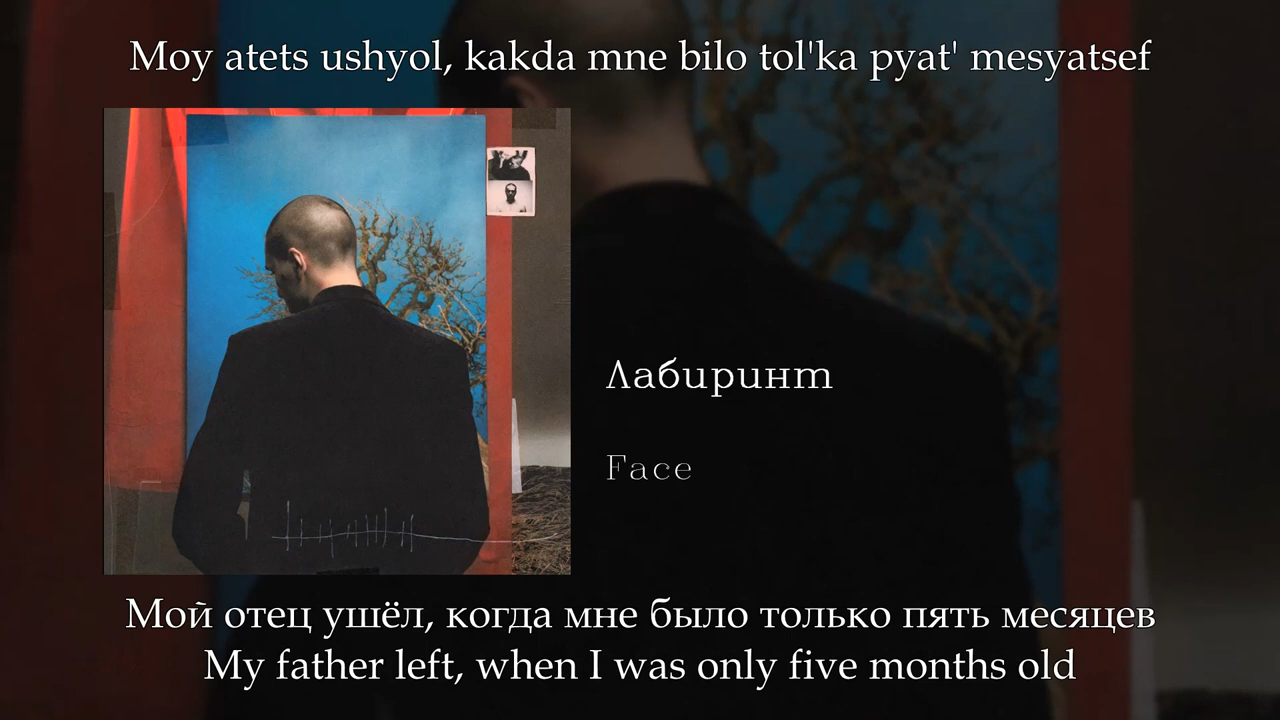 Moy atets ushyol, kakda mne bilo tol'ka pyat' mesyatsef
Лабиринт
Face
Мой отец ушёл, когда мне было только пять месяцев
My father left, when I was only five months old